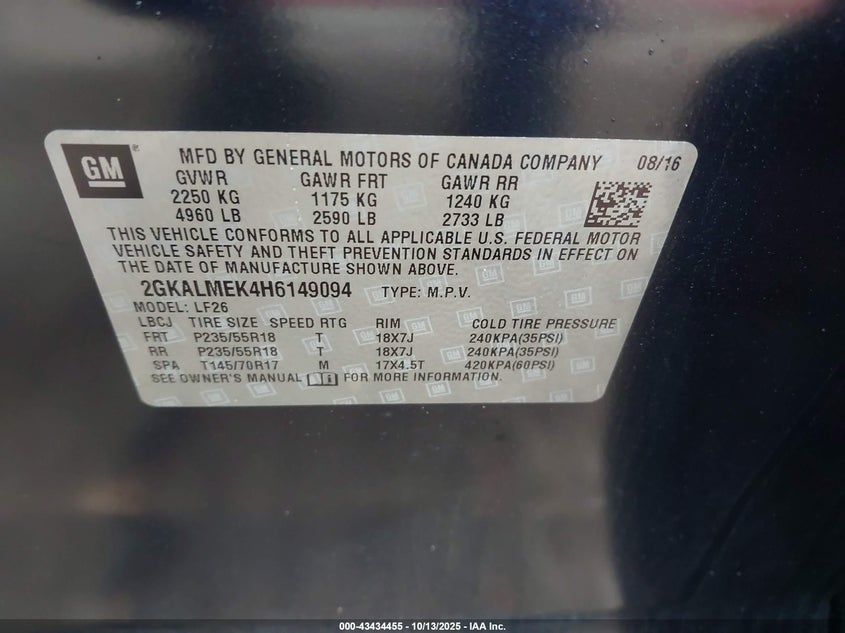 GM
MFD BY GENERAL MOTORS OF CANADA COMPANY 08/16
GVWR GAWR FRT GAWR RR
2250 KG 1175 KG 1240 KG
4960 LB 2590 LB 2733 LB
THIS VEHICLE CONFORMS TO ALL APPLICABLE U.S. FEDERAL MOTOR
VEHICLE SAFETY AND THEFT PREVENTION STANDARDS IN EFFECT ON
THE DATE OF MANUFACTURE SHOWN ABOVE.
2GKALMEK4H6149094 TYPE: M.P.V.
MODEL: LF26
LBCJ TIRE SIZE SPEED RTG RIM COLD TIRE PRESSURE
FRT P235/55R18 T 18X7J 240KPA(35PSI)
RR P235/55R18 T 18X7J 240KPA(35PSI)
SPA T145/70R17 M 17X4.5T 420KPA(60PSI)
SEE OWNER'S MANUAL FOR MORE INFORMATION.
000-43434455 - 10/13/2025 - IAA Inc.